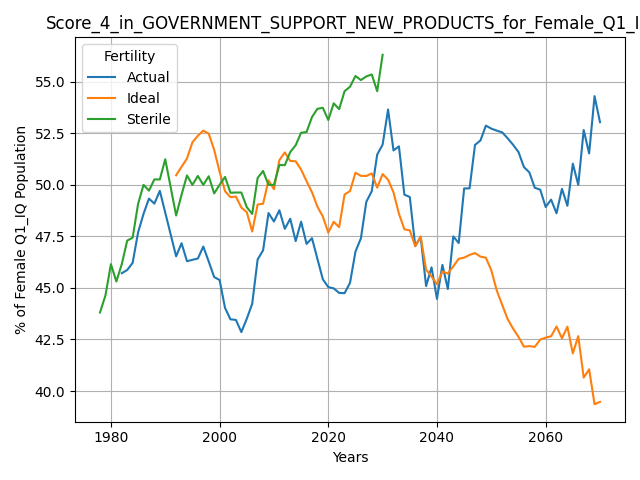 Score_4_in_GOVERNMENT_SUPPORT_NEW_PRODUCTS_for_Female_Q1_I
Fertility
Actual
Ideal
Sterile
% of Female Q1_IQ Population
55.0
52.5
50.0
47.5
45.0
42.5
40.0
1980 2000 2020 2040 2060
Years